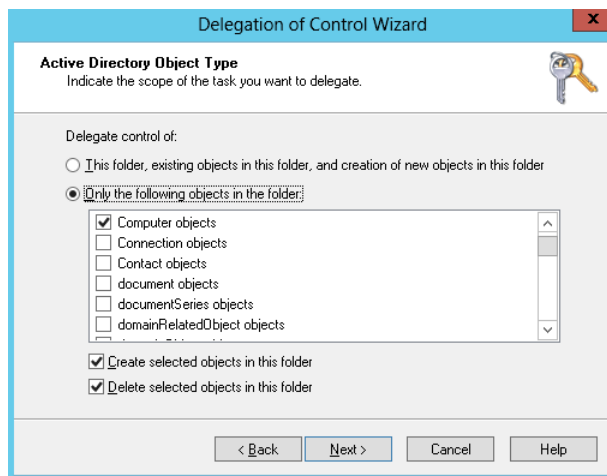 Delegation of Control Wizard
x
Active Directory Object Type
Indicate the scope of the task you want to delegate.
Delegate control of:
This folder, existing objects in this folder, and creation of new objects in this folder
Only the following objects in the folder:
Computer objects
Connection objects
Contact objects
document objects
documentSeries objects
domainRelatedObject objects
Create selected objects in this folder
Delete selected objects in this folder
< Back
Next >
Cancel
Help